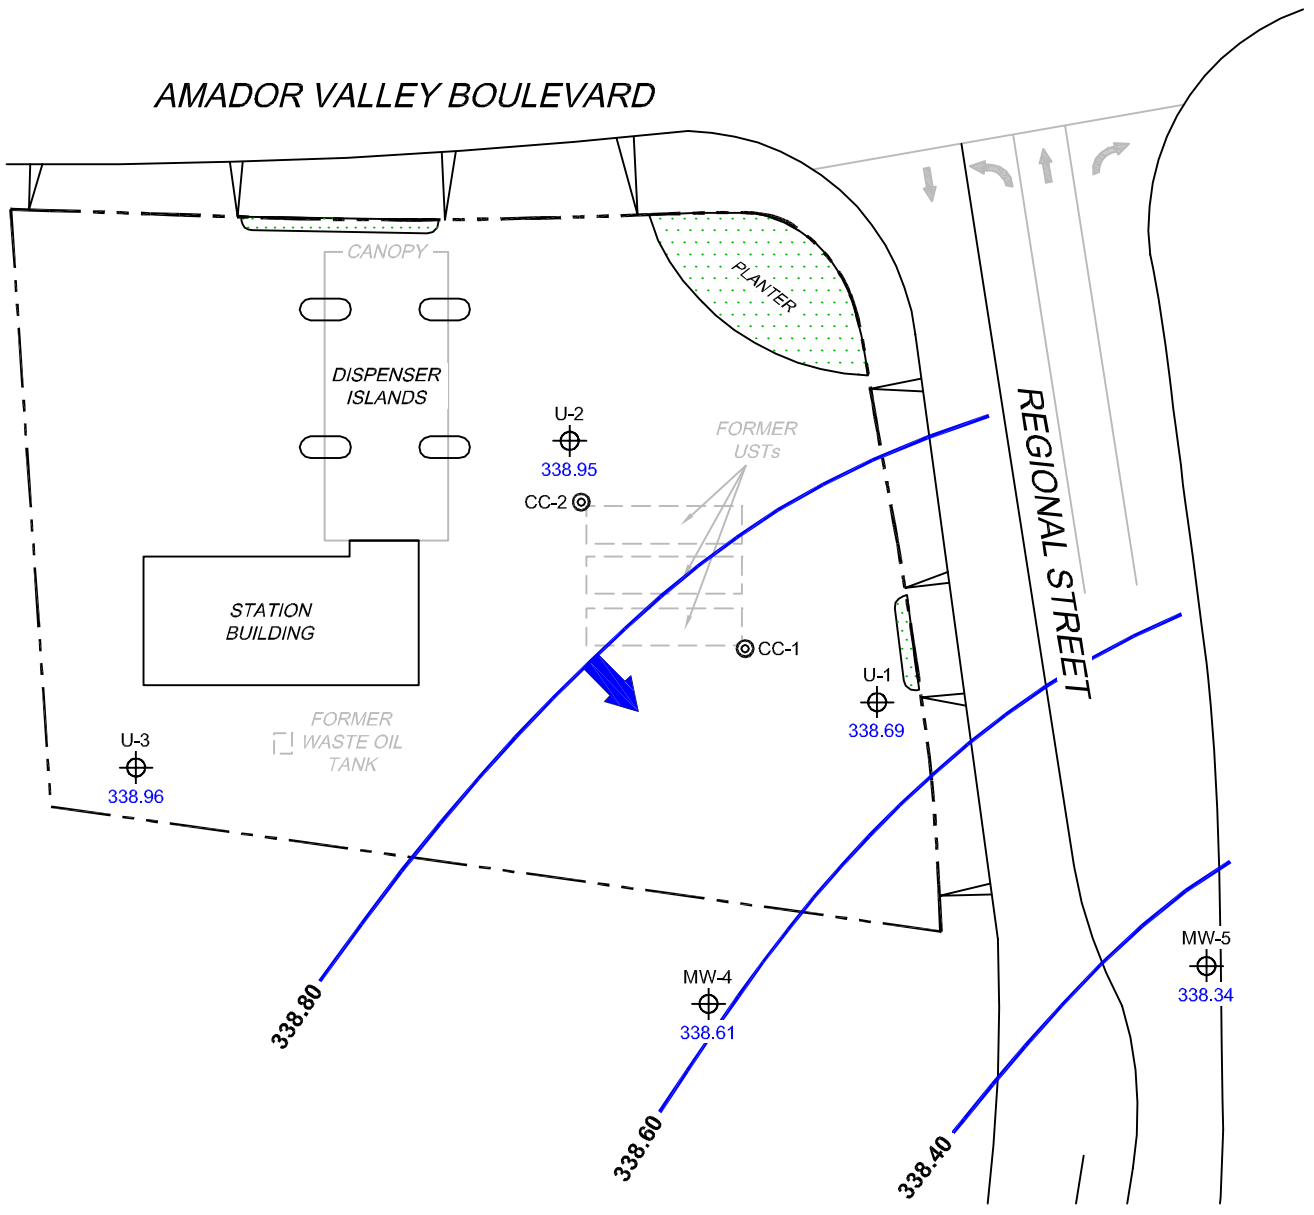 AMADOR VALLEY BOULEVARD
CANOPY
PLANTER
DISPENSER
ISLANDS
REGIONAL STREET
U-2
338.95
FORMER
USTs
CC-2
STATION
BUILDING
CC-1
U-1
338.69
FORMER
WASTE OIL
TANK
U-3
338.96
MW-5
338.34
MW-4
338.61
338.80
338.60
338.40